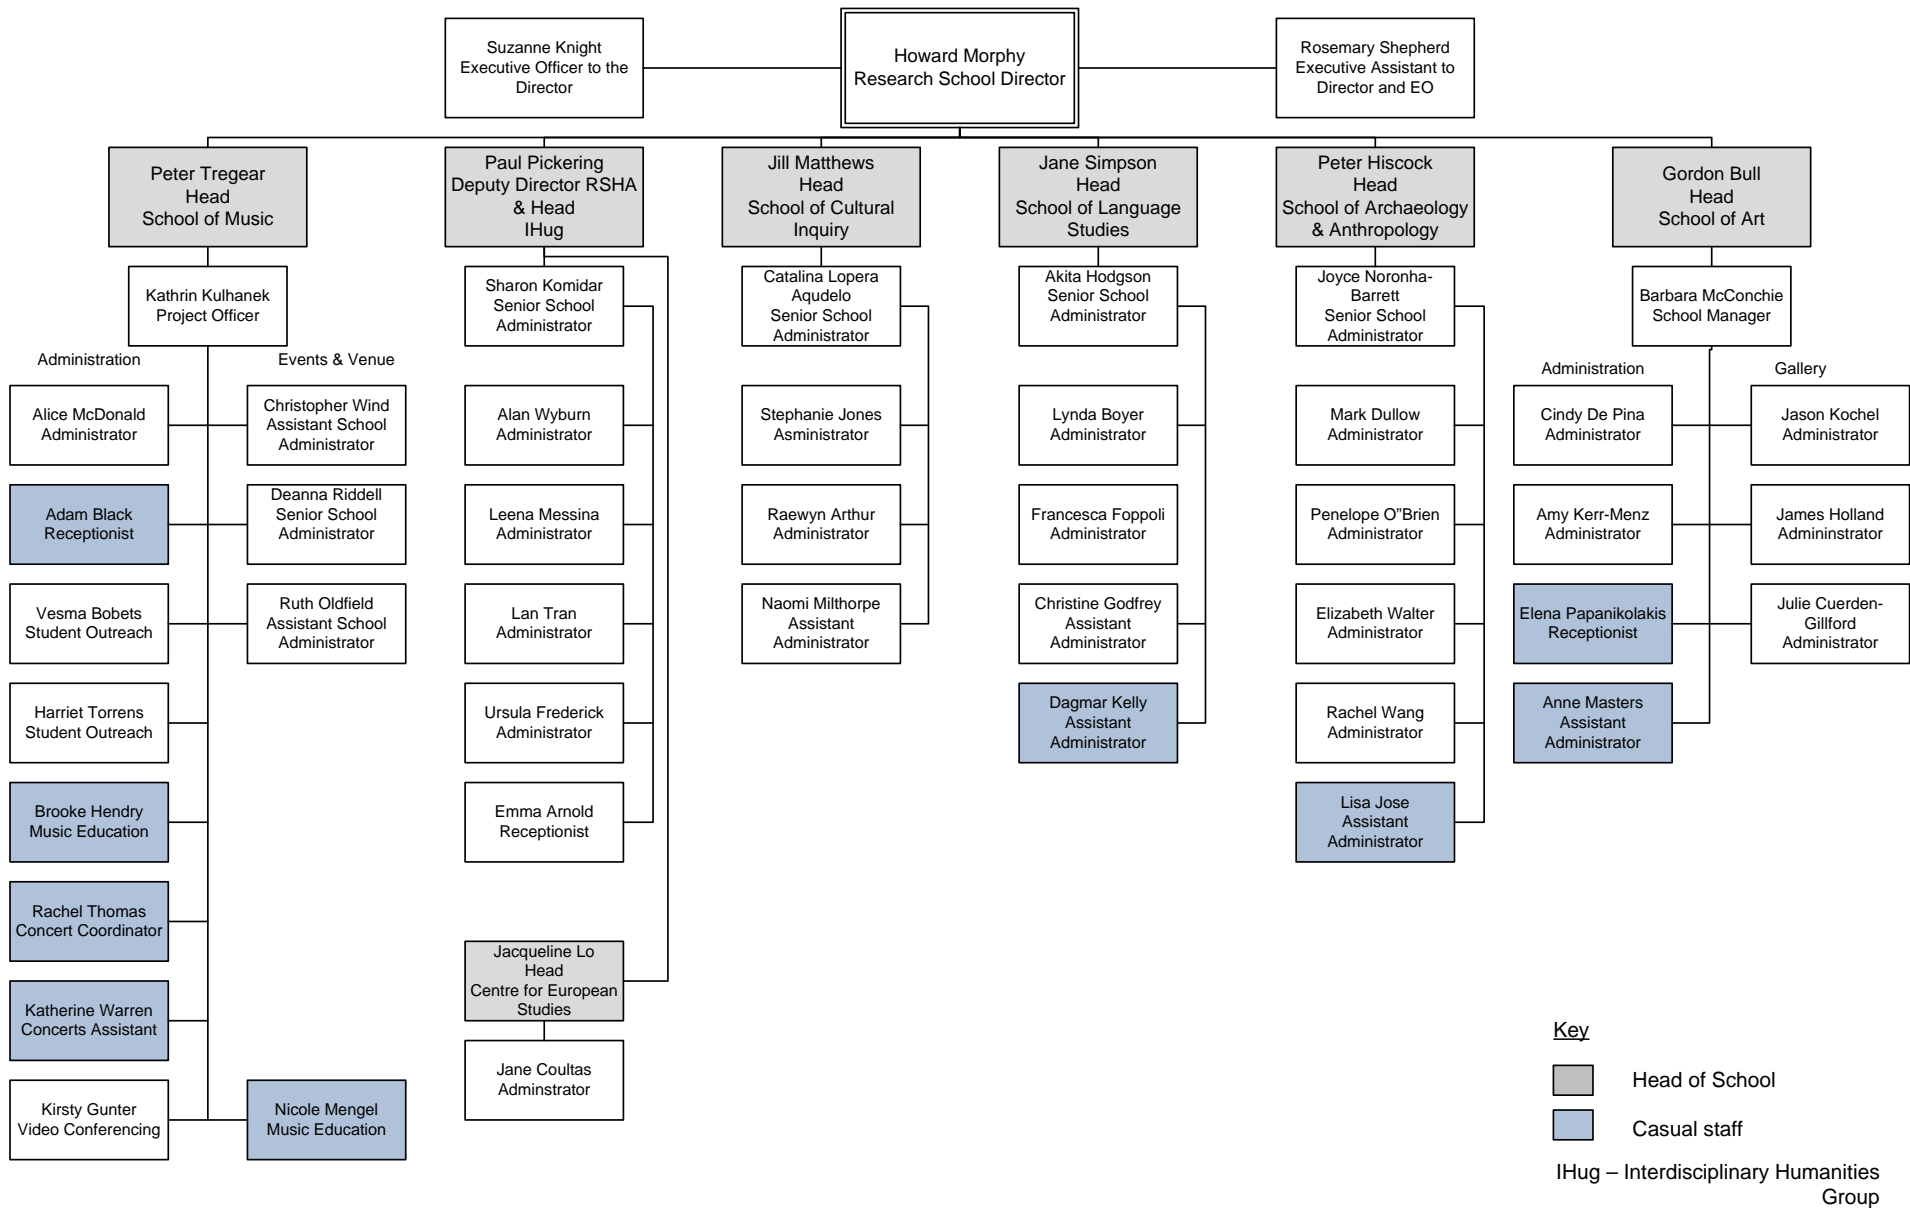 Suzanne Knight
Executive Officer to the
Director
Howard Morphy
Research School Director
Rosemary Shepherd
Executive Assistant to
Director and EO
Peter Tregear
Head
School of Music
Paul Pickering
Deputy Director RSHA
& Head
IHug
Jill Matthews
Head
School of Cultural
Inquiry
Jane Simpson
Head
School of Language
Studies
Peter Hiscock
Head
School of Archaeology
& Anthropology
Gordon Bull
Head
School of Art
Kathrin Kulhanek
Project Officer
Administration
Events & Venue
Alice McDonald
Administrator
Christopher Wind
Assistant School
Administrator
Adam Black
Receptionist
Deanna Riddell
Senior School
Administrator
Vesma Bobets
Student Outreach
Ruth Oldfield
Assistant School
Administrator
Harriet Torrens
Student Outreach
Brooke Hendry
Music Education
Rachel Thomas
Concert Coordinator
Katherine Warren
Concerts Assistant
Kirsty Gunter
Video Conferencing
Nicole Mengel
Music Education
Sharon Komidar
Senior School
Administrator
Alan Wyburn
Administrator
Leena Messina
Administrator
Lan Tran
Administrator
Ursula Frederick
Administrator
Emma Arnold
Receptionist
Jacqueline Lo
Head
Centre for European
Studies
Jane Coultas
Adminstrator
Catalina Lopera
Aqudelo
Senior School
Administrator
Stephanie Jones
Asministrator
Raewyn Arthur
Administrator
Naomi Milthorpe
Assistant
Administrator
Akita Hodgson
Senior School
Administrator
Lynda Boyer
Administrator
Francesca Foppoli
Administrator
Christine Godfrey
Assistant
Administrator
Dagmar Kelly
Assistant
Administrator
Joyce Noronha-
Barrett
Senior School
Administrator
Mark Dullow
Administrator
Penelope O"Brien
Administrator
Elizabeth Walter
Administrator
Rachel Wang
Administrator
Lisa Jose
Assistant
Administrator
Barbara McConchie
School Manager
Administration
Gallery
Cindy De Pina
Administrator
Jason Kochel
Administrator
Amy Kerr-Menz
Administrator
James Holland
Admininstrator
Elena Papanikolakis
Receptionist
Julie Cuerden-
Gillford
Administrator
Anne Masters
Assistant
Administrator
Key
Head of School
Casual staff
IHug – Interdisciplinary Humanities
Group